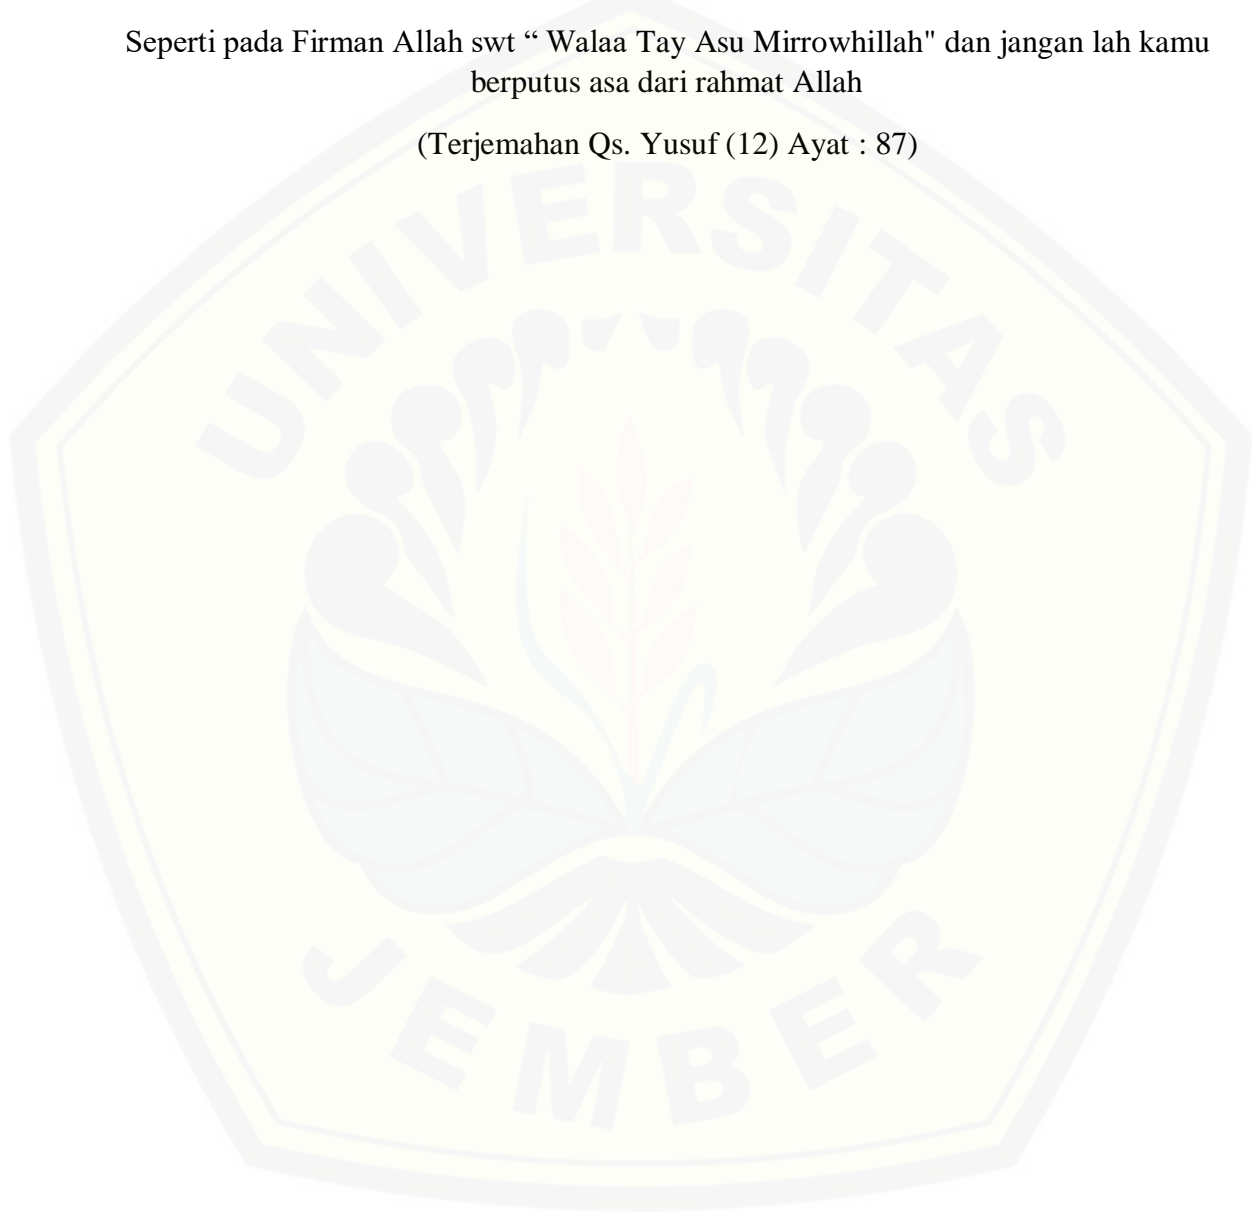 Seperti pada Firman Allah swt “ Walaa Tay Asu Mirrowhillah" dan jangan lah kamu
berputus asa dari rahmat Allah
(Terjemahan Qs. Yusuf (12) Ayat : 87)
UNIVERSITAS
JEMBER